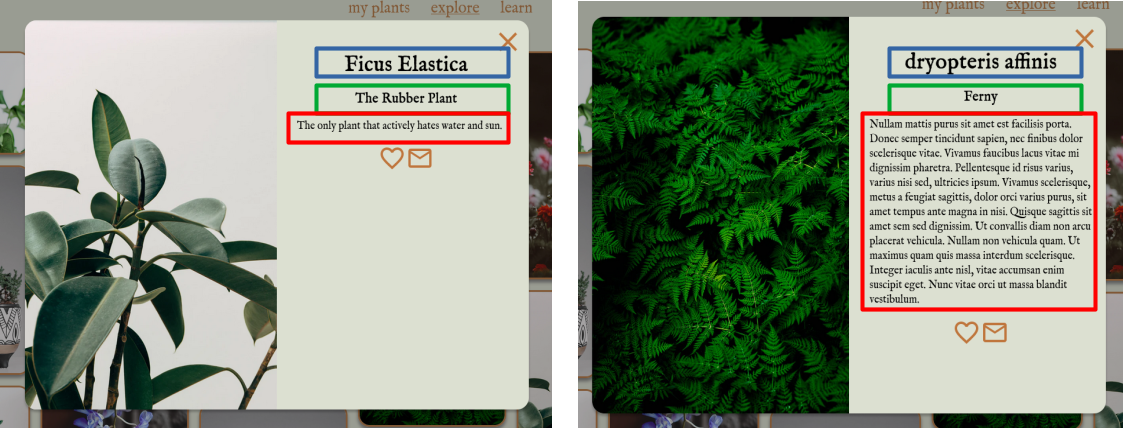 my plants explore learn
Ficus Elastica
The Rubber Plant
The only plant that actively hates water and sun.
my plants explore learn
dryopteris affinis
Ferny
Nullam mattis purus sit amet est facilisis porta.
Donec semper tincidunt sapien, nec finibus dolor
scelerisque vitae. Vivamus faucibus lacus vitae mi
dignissim pharetra. Pellentesque id risus varius,
varius nisi sed, ultricies ipsum. Vivamus scelerisque,
metus a feugiat sagittis, dolor orci varius purus, sit
amet tempus ante magna in nisi. Quisque sagittis sit
amet sem sed dignissim. Ut convallis diam non arcu
placerat vehicula. Nullam non vehicula quam. Ut
maximus quam quis massa interdum scelerisque.
Integer iaculis ante nisl, vitae accumsan enim
suscipit eget. Nunc vitae orci ut massa blandit
vestibulum.